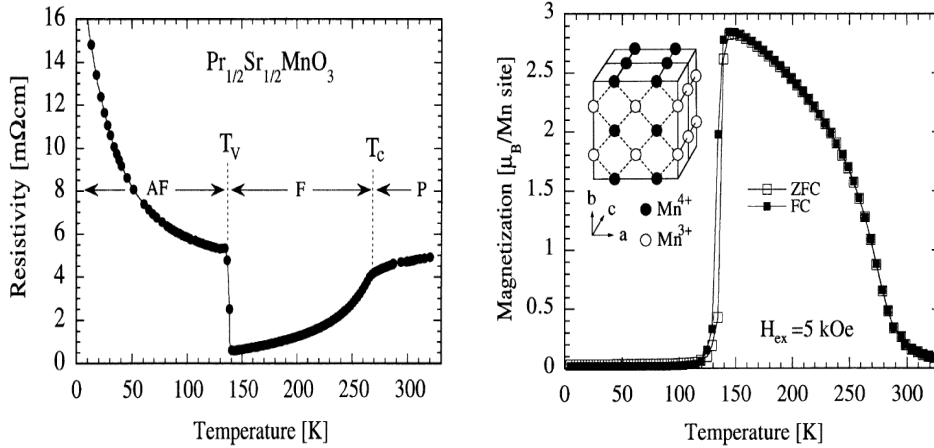 Pr1/2Sr1/2MnO3
Resistivity [mΩcm]
16
14
12
10
8
6
4
2
0
TV
Tc
AF
F
P
0 50 100 150 200 250 300
Temperature [K]
Magnetization [μB/Mn site]
3
2.5
2
1.5
1
0.5
0
b
c
a
Mn4+
Mn3+
ZFC
FC
Hex =5 kOe
0 50 100 150 200 250 300
Temperature [K]